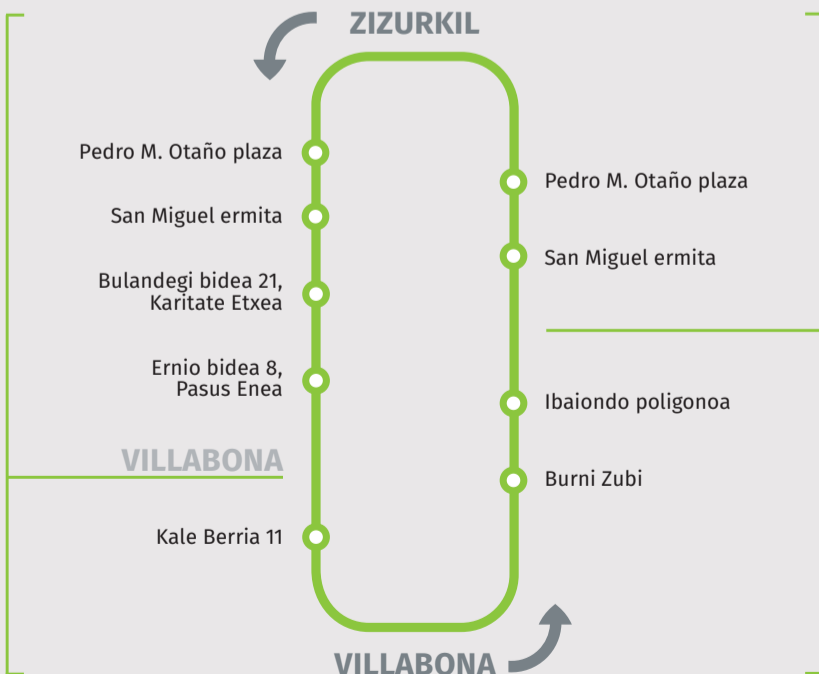 ZIZURKIL
Pedro M. Otaño plaza
San Miguel ermita
Bulandegi bidea 21,
Karitate Etxea
Ernio bidea 8,
Pasus Enea
VILLABONA
Kale Berria 11
Pedro M. Otaño plaza
San Miguel ermita
Ibaiondo poligonoa
Burni Zubi
VILLABONA